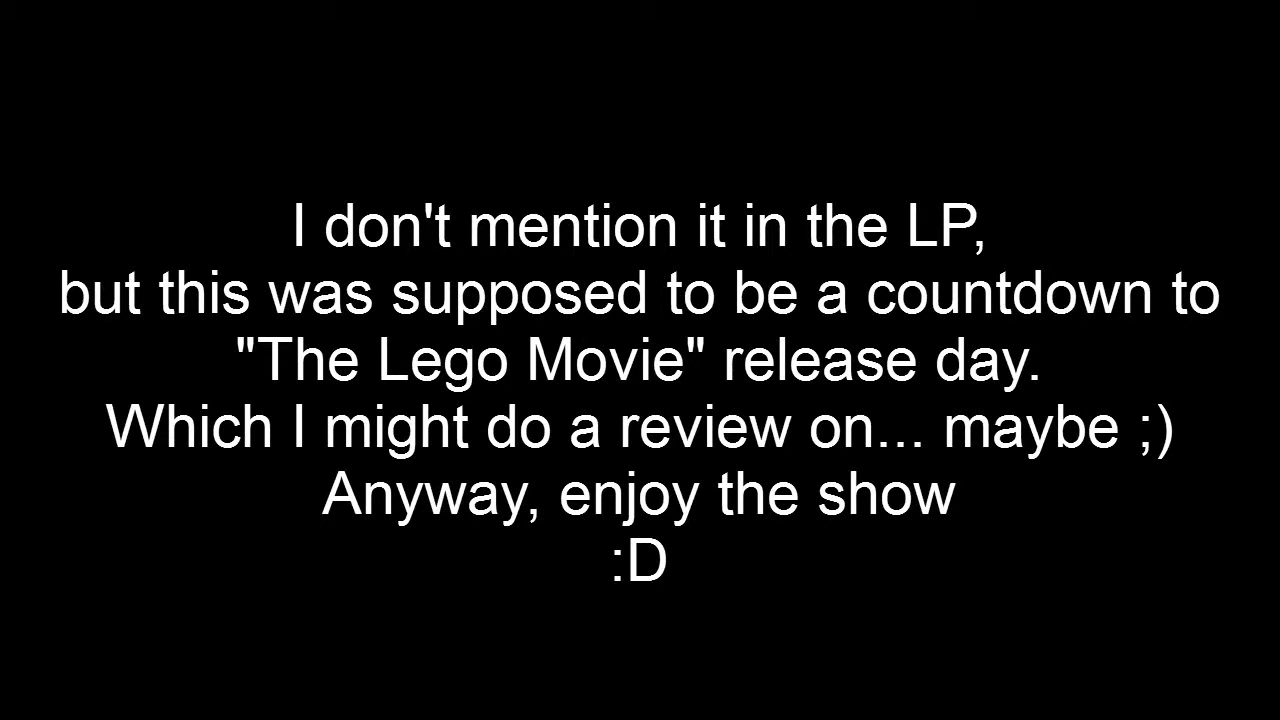 I don't mention it in the LP,
but this was supposed to be a countdown to
"The Lego Movie" release day.
Which I might do a review on... maybe ;)
Anyway, enjoy the show
:D